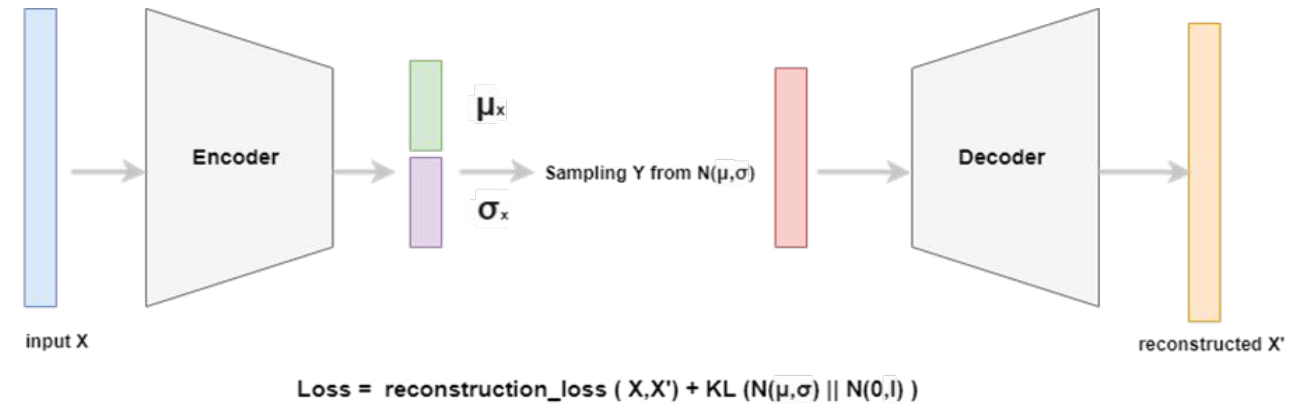 Encoder
μx
σx
Sampling Y from N(μ,σ)
Decoder
input X
reconstructed X'
Loss = reconstruction_loss ( X,X') + KL (N(μ,σ) || N(0,I) )